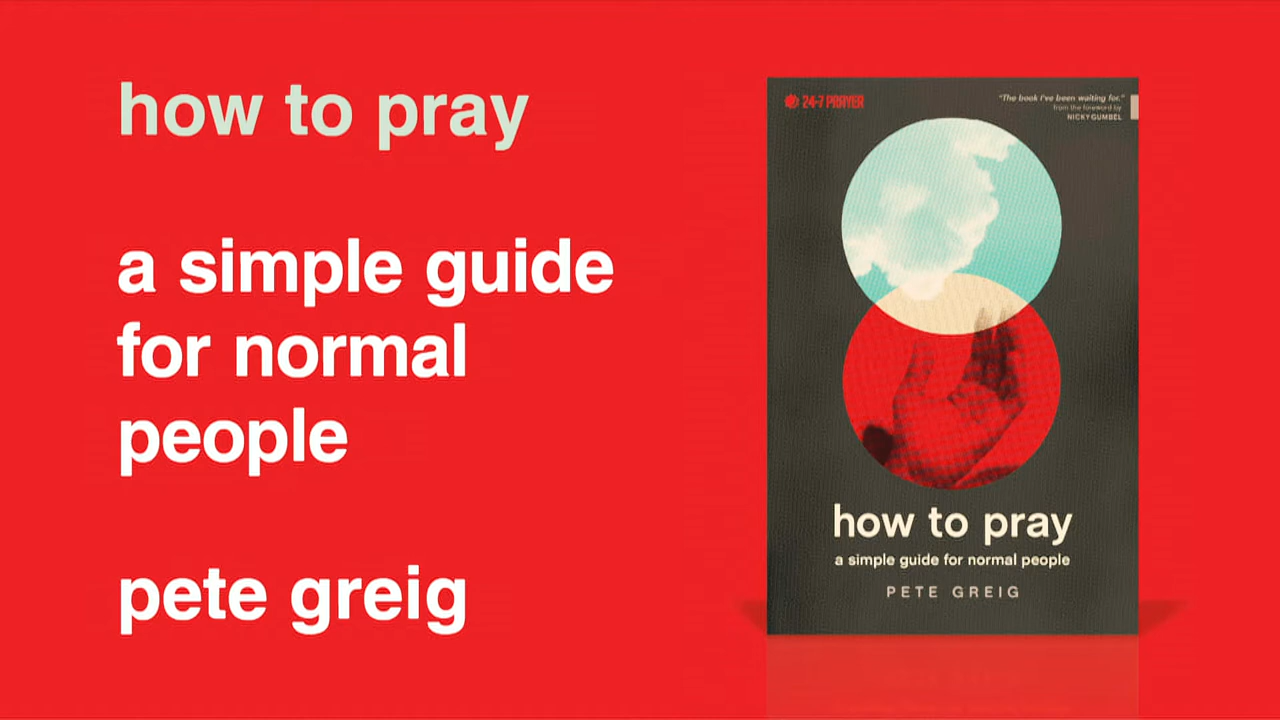 how to pray
a simple guide
for normal
people
pete greig
24-7 PRAYER
"The book I've been waiting for."
from the foreword by
NICKY GUMBEL
how to pray
a simple guide for normal people
PETE GREIG